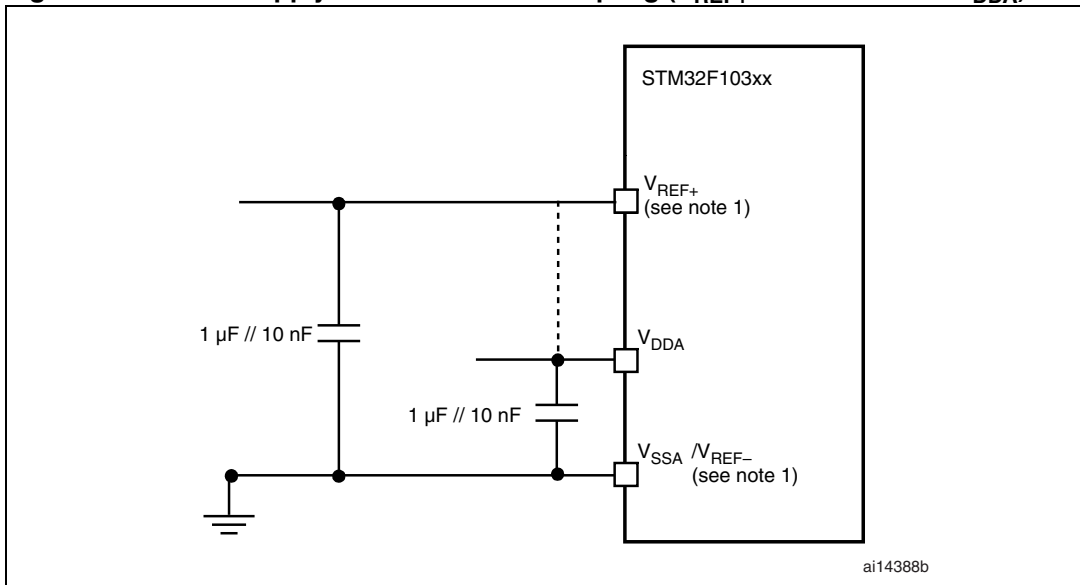 STM32F103xx
VREF+
(see note 1)
1 µF // 10 nF
VDDA
1 µF // 10 nF
VSSA /VREF–
(see note 1)
ai14388b